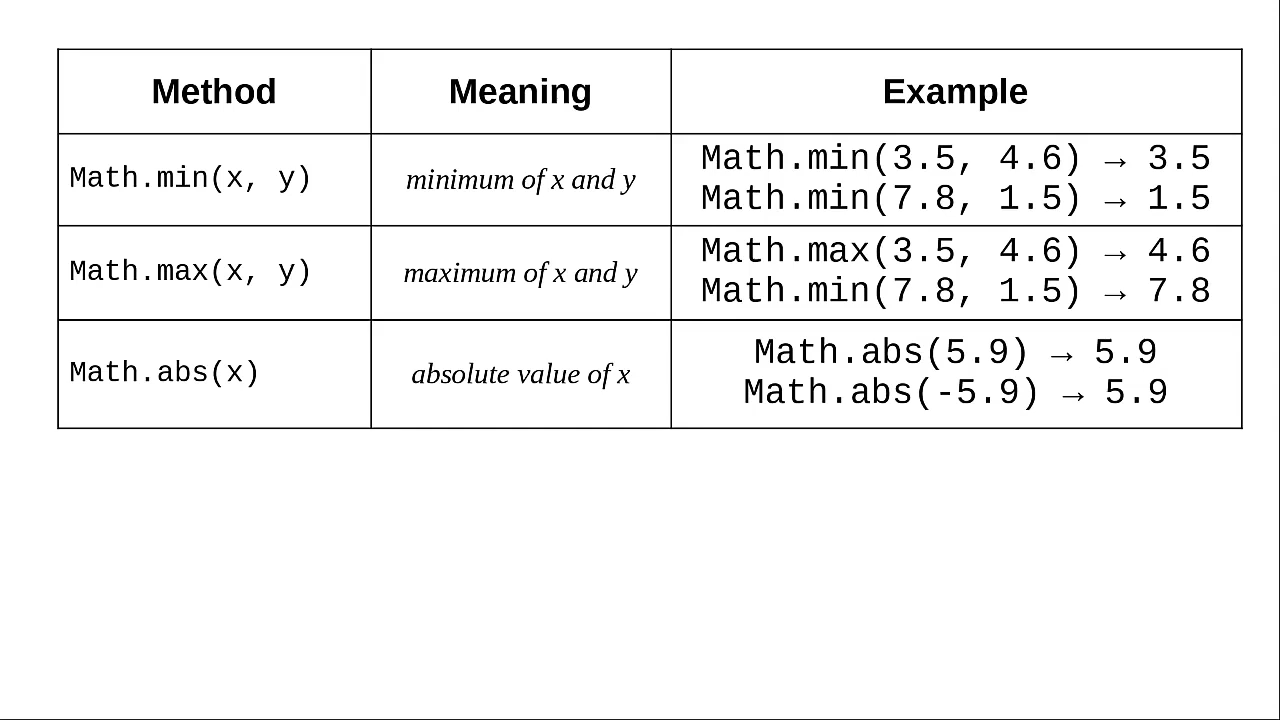 Method Meaning Example
Math.min(x, y) minimum of x and y Math.min(3.5, 4.6) → 3.5
Math.min(7.8, 1.5) → 1.5
Math.max(x, y) maximum of x and y Math.max(3.5, 4.6) → 4.6
Math.min(7.8, 1.5) → 7.8
Math.abs(x) absolute value of x Math.abs(5.9) → 5.9
Math.abs(-5.9) → 5.9